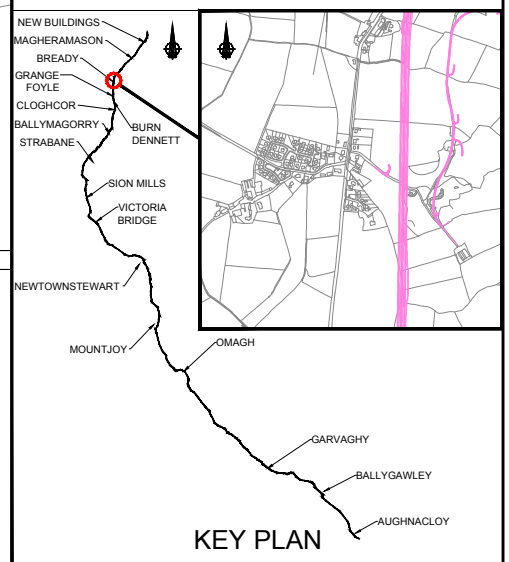 NEW BUILDINGS
MAGHERAMASON
BREADY
GRANGE
FOYLE
CLOGHCOR
BURN
DENNETT
BALLYMAGORRY
STRABANE
SION MILLS
VICTORIA
BRIDGE
NEWTOWNSTEWART
MOUNTJOY
OMAGH
GARVAGHY
BALLYGAWLEY
AUGHNACLOY
KEY PLAN